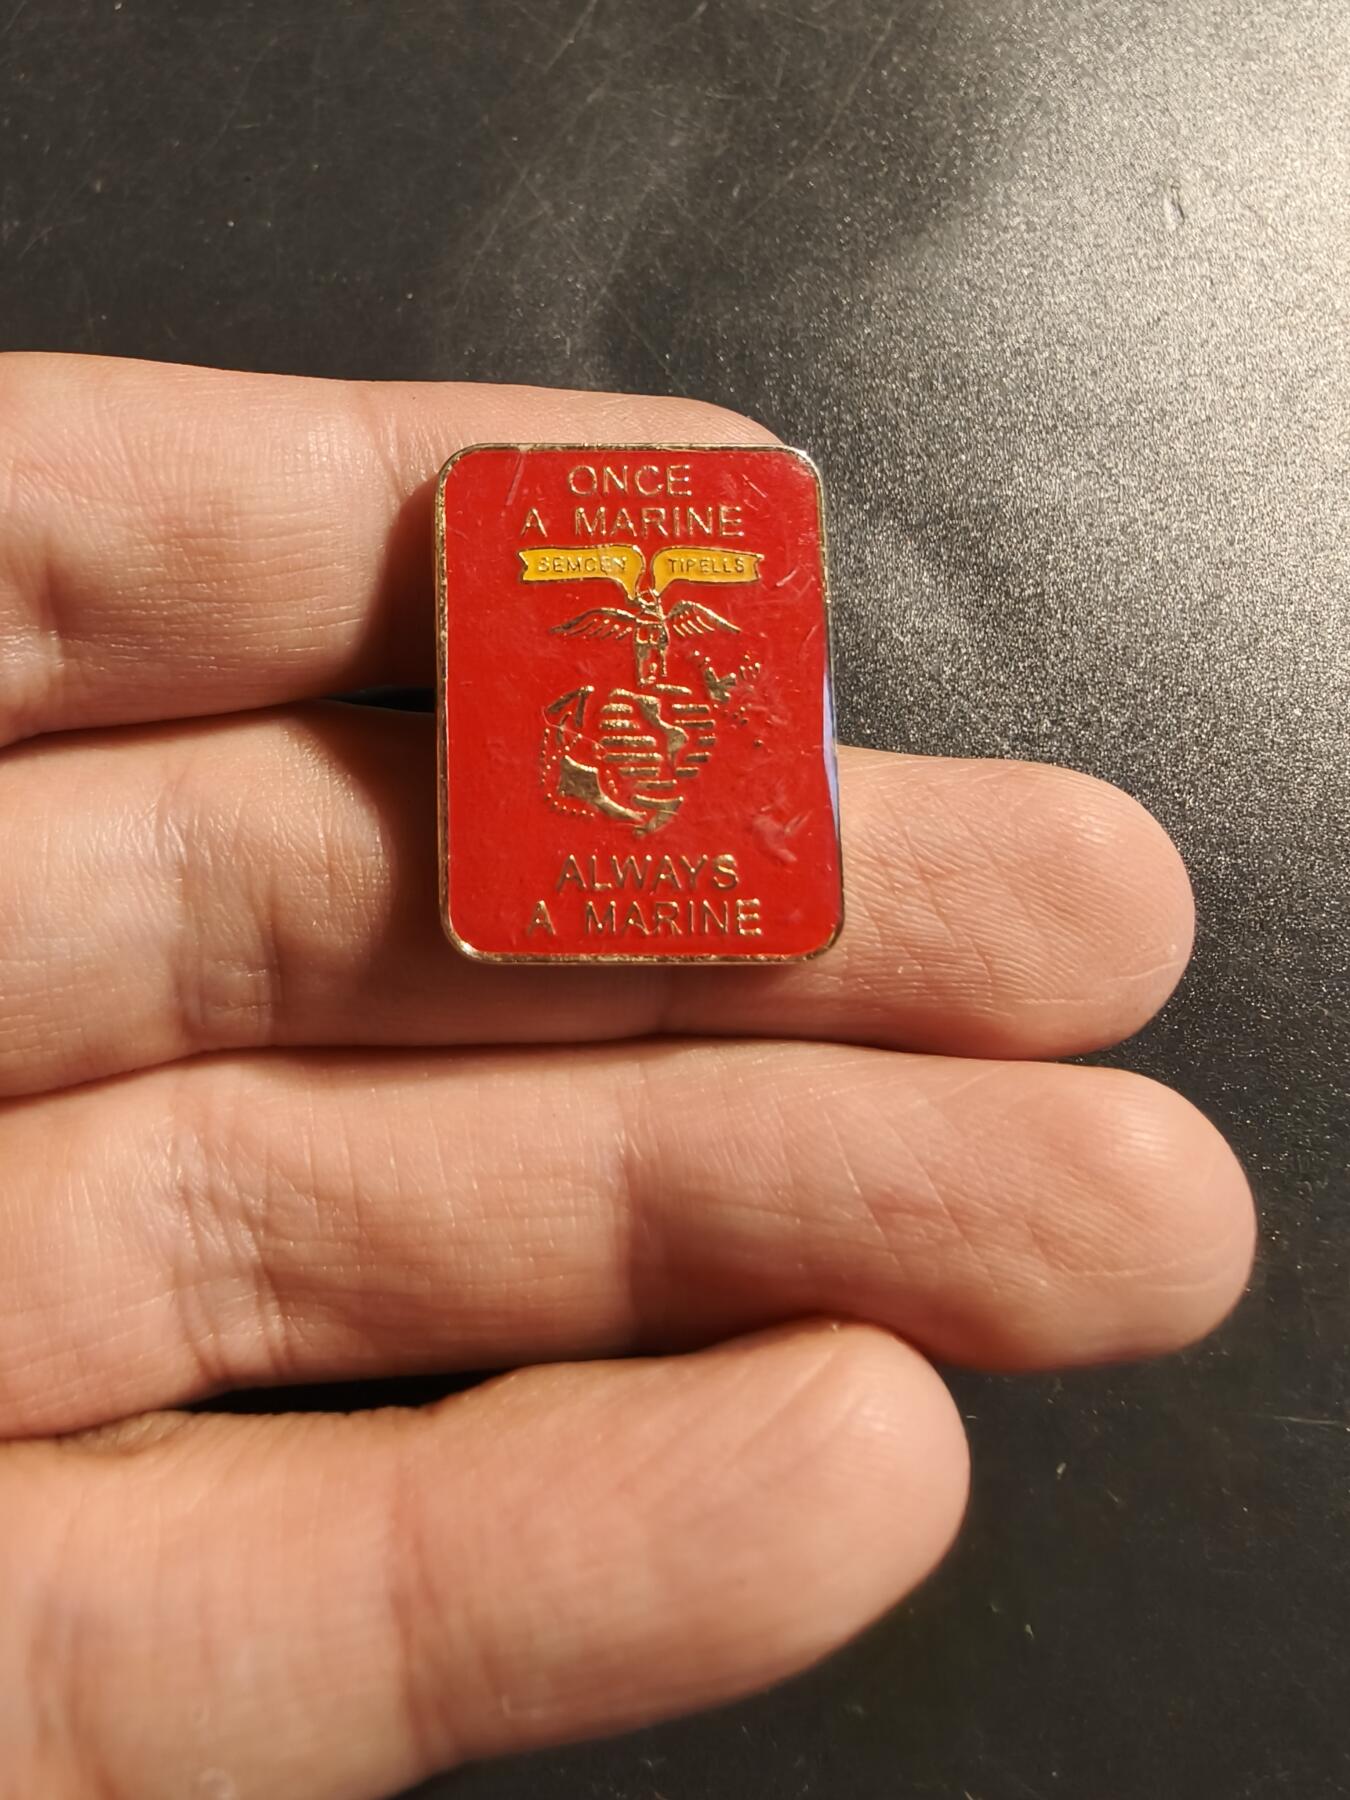 ONCE
A MARINE
SEMCEN TIPELLS
ALWAYS
A MARINE